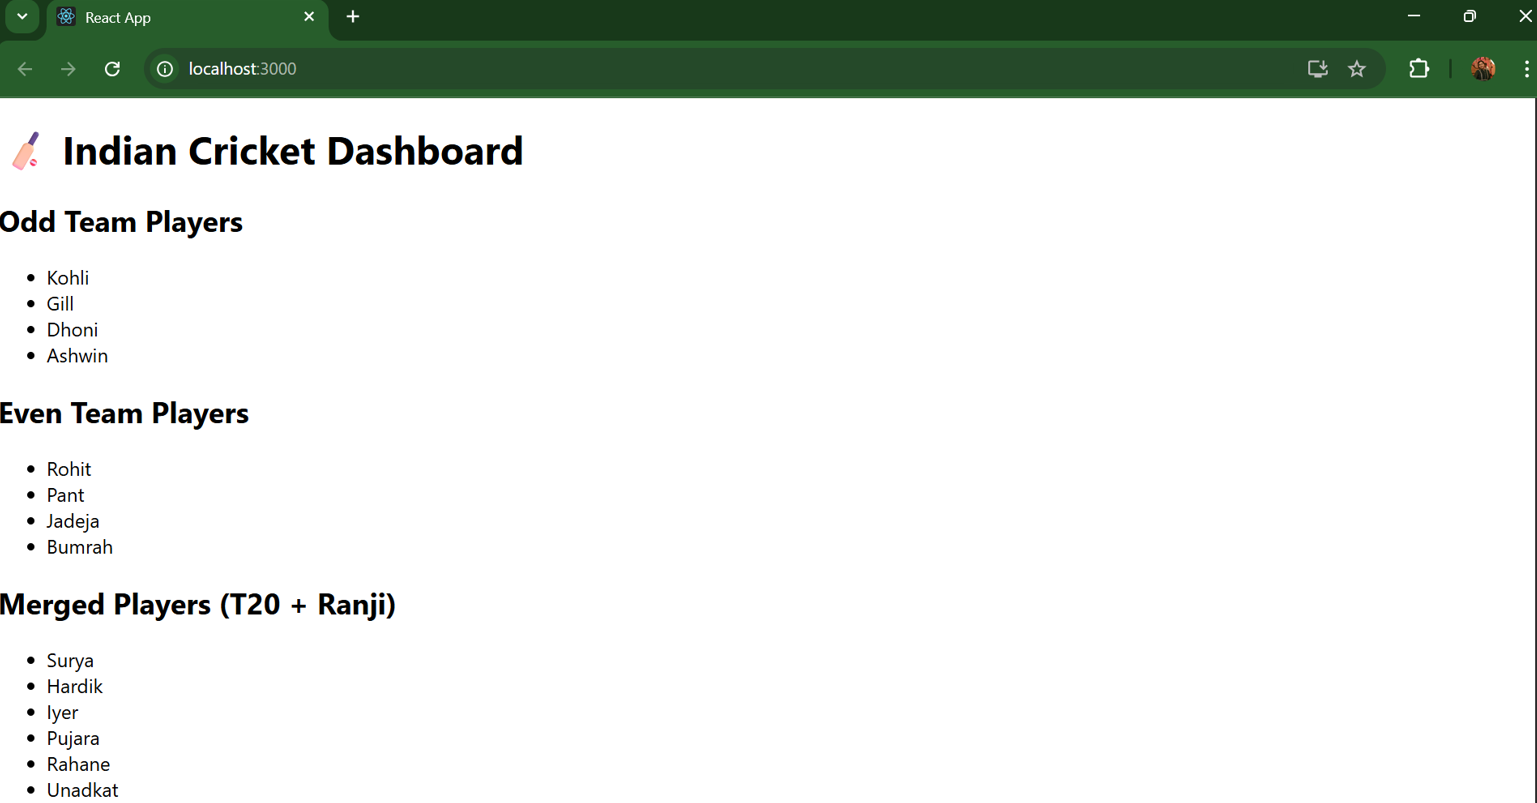 React App
localhost:3000
Indian Cricket Dashboard
Odd Team Players
Kohli
Gill
Dhoni
Ashwin
Even Team Players
Rohit
Pant
Jadeja
Bumrah
Merged Players (T20 + Ranji)
Surya
Hardik
Iyer
Pujara
Rahane
Unadkat